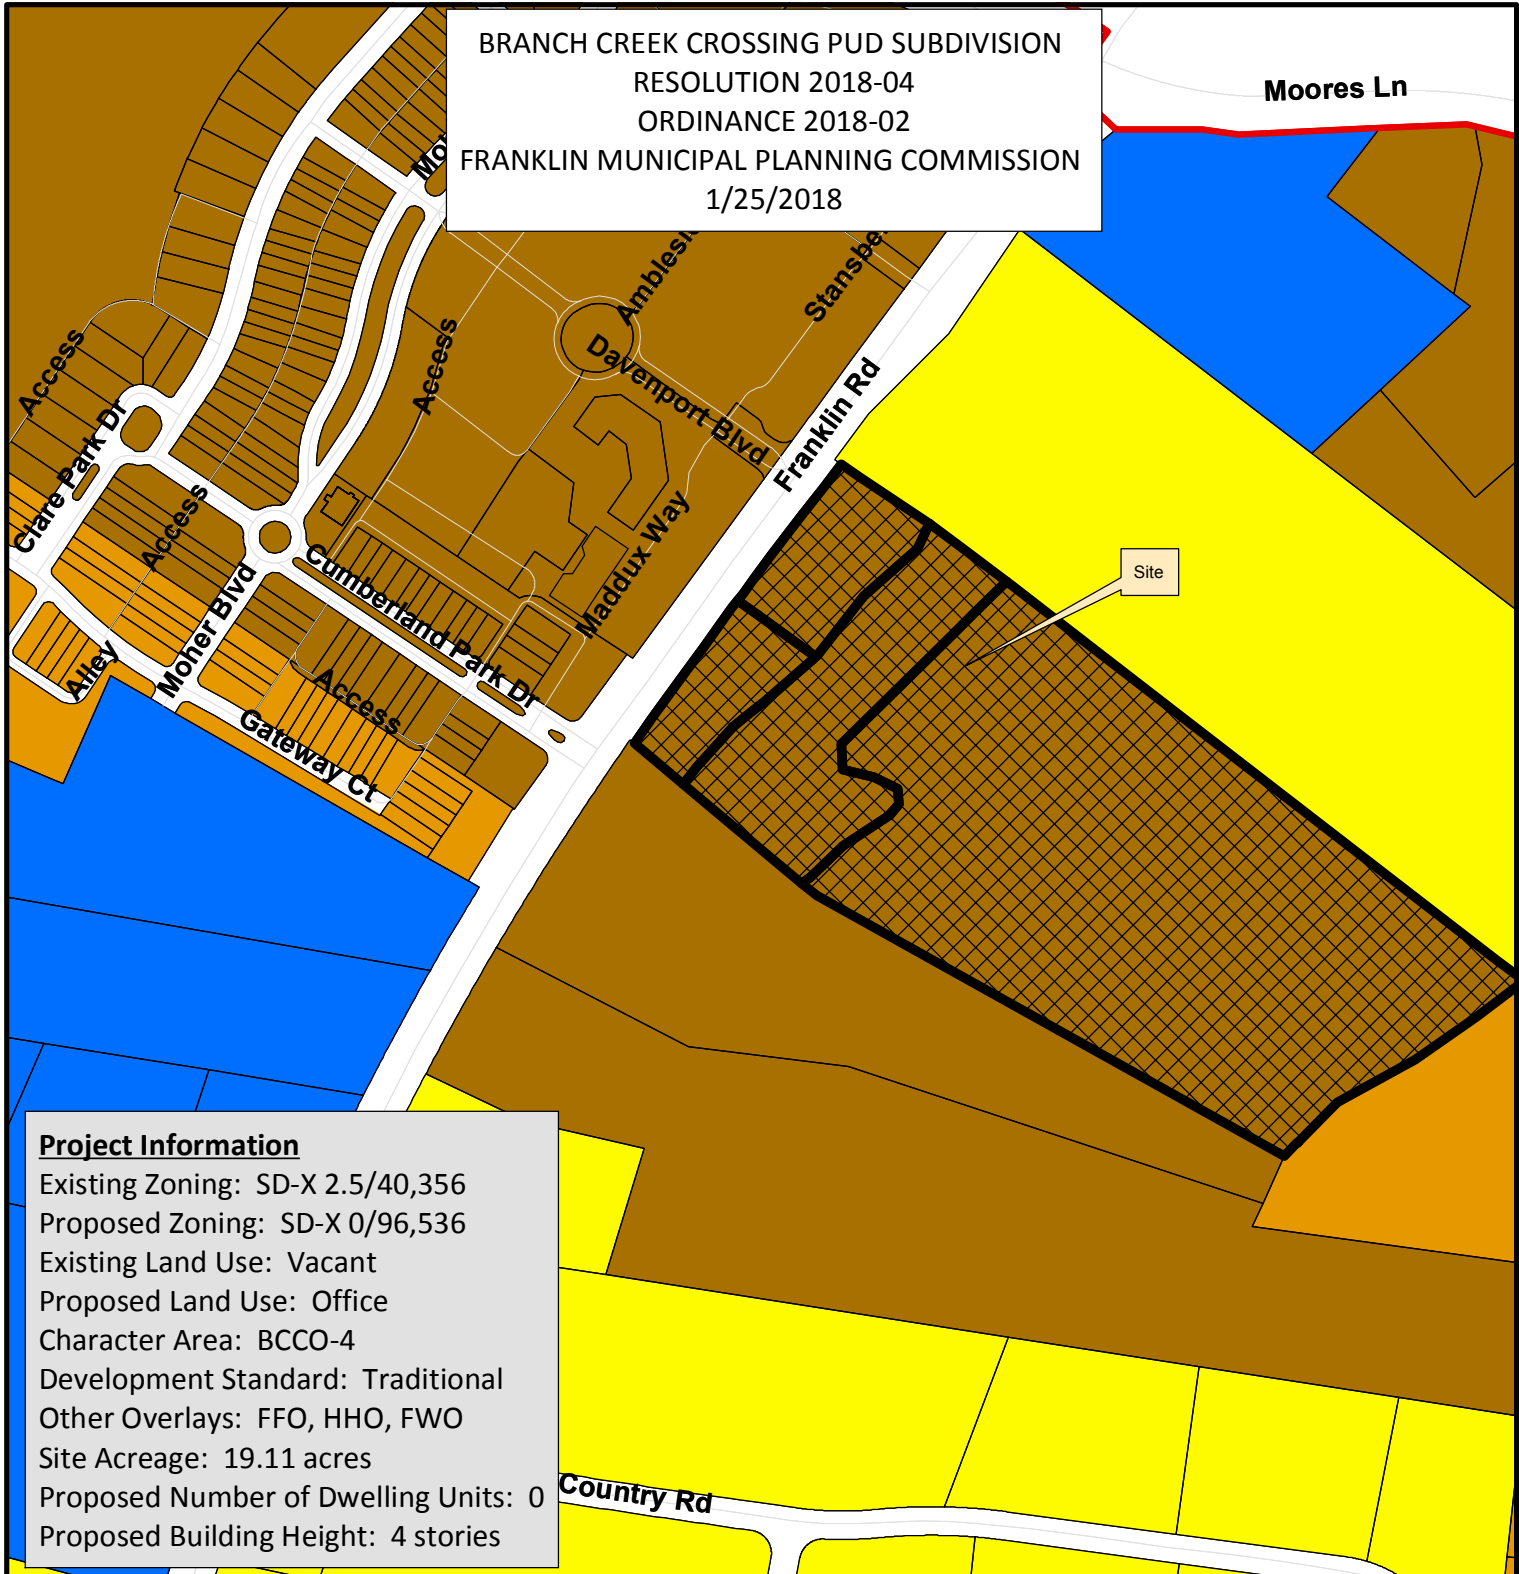 BRANCH CREEK CROSSING PUD SUBDIVISION
RESOLUTION 2018-04
ORDINANCE 2018-02
FRANKLIN MUNICIPAL PLANNING COMMISSION
1/25/2018
Moores Ln
Franklin Rd
Davenport Blvd
Access
Access
Clare Park Dr
Access
Maddux Way
Site
Cumberland Park Dr
Moher Blvd
Alley
Access
Gateway Ct
Project Information
Existing Zoning: SD-X 2.5/40,356
Proposed Zoning: SD-X 0/96,536
Existing Land Use: Vacant
Proposed Land Use: Office
Character Area: BCCO-4
Development Standard: Traditional
Other Overlays: FFO, HHO, FWO
Site Acreage: 19.11 acres
Proposed Number of Dwelling Units: 0
Proposed Building Height: 4 stories
Country Rd